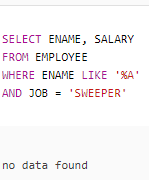 SELECT ENAME, SALARY
FROM EMPLOYEE
WHERE ENAME LIKE '%A'
AND JOB = 'SWEEPER'
no data found